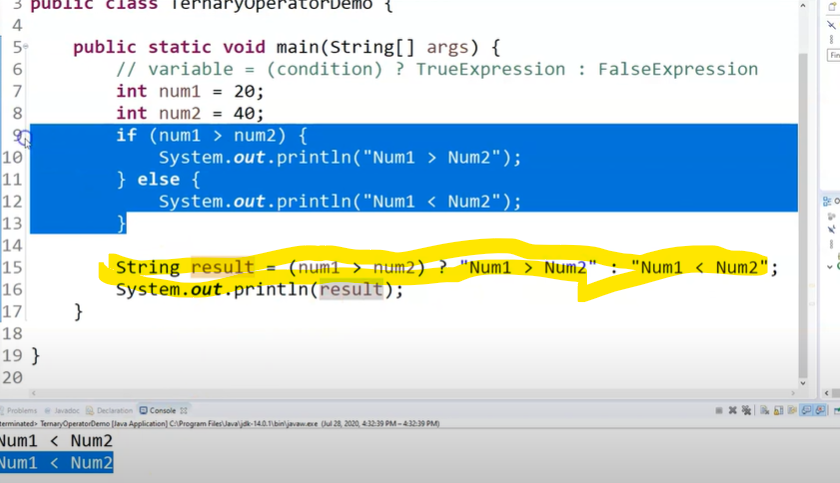 3 public class TernaryOperatorDemo {
4
5 public static void main(String[] args) {
6 // variable = (condition) ? TrueExpression : FalseExpression
7 int num1 = 20;
8 int num2 = 40;
9 if (num1 > num2) {
10 System.out.println("Num1 > Num2");
11 } else {
12 System.out.println("Num1 < Num2");
13 }
14
15 String result = (num1 > num2) ? "Num1 > Num2" : "Num1 < Num2";
16 System.out.println(result);
17 }
18
19 }
20
Problems Javadoc Declaration Console
terminated> TernaryOperatorDemo [Java Application] C:\Program Files\Java\jdk-14.0.1\bin\javaw.exe (Jul 28, 2020, 4:32:39 PM – 4:32:39 PM)
Num1 < Num2
Num1 < Num2